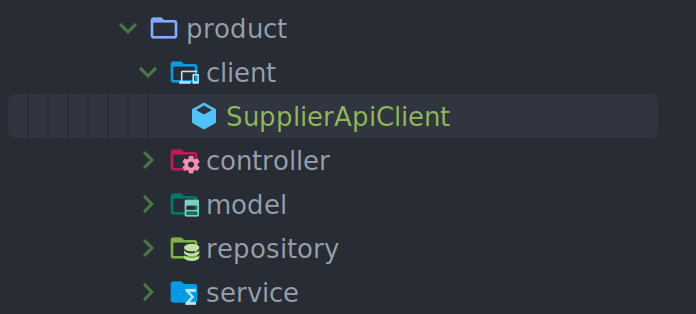 product
client
SupplierApiClient
controller
model
repository
service